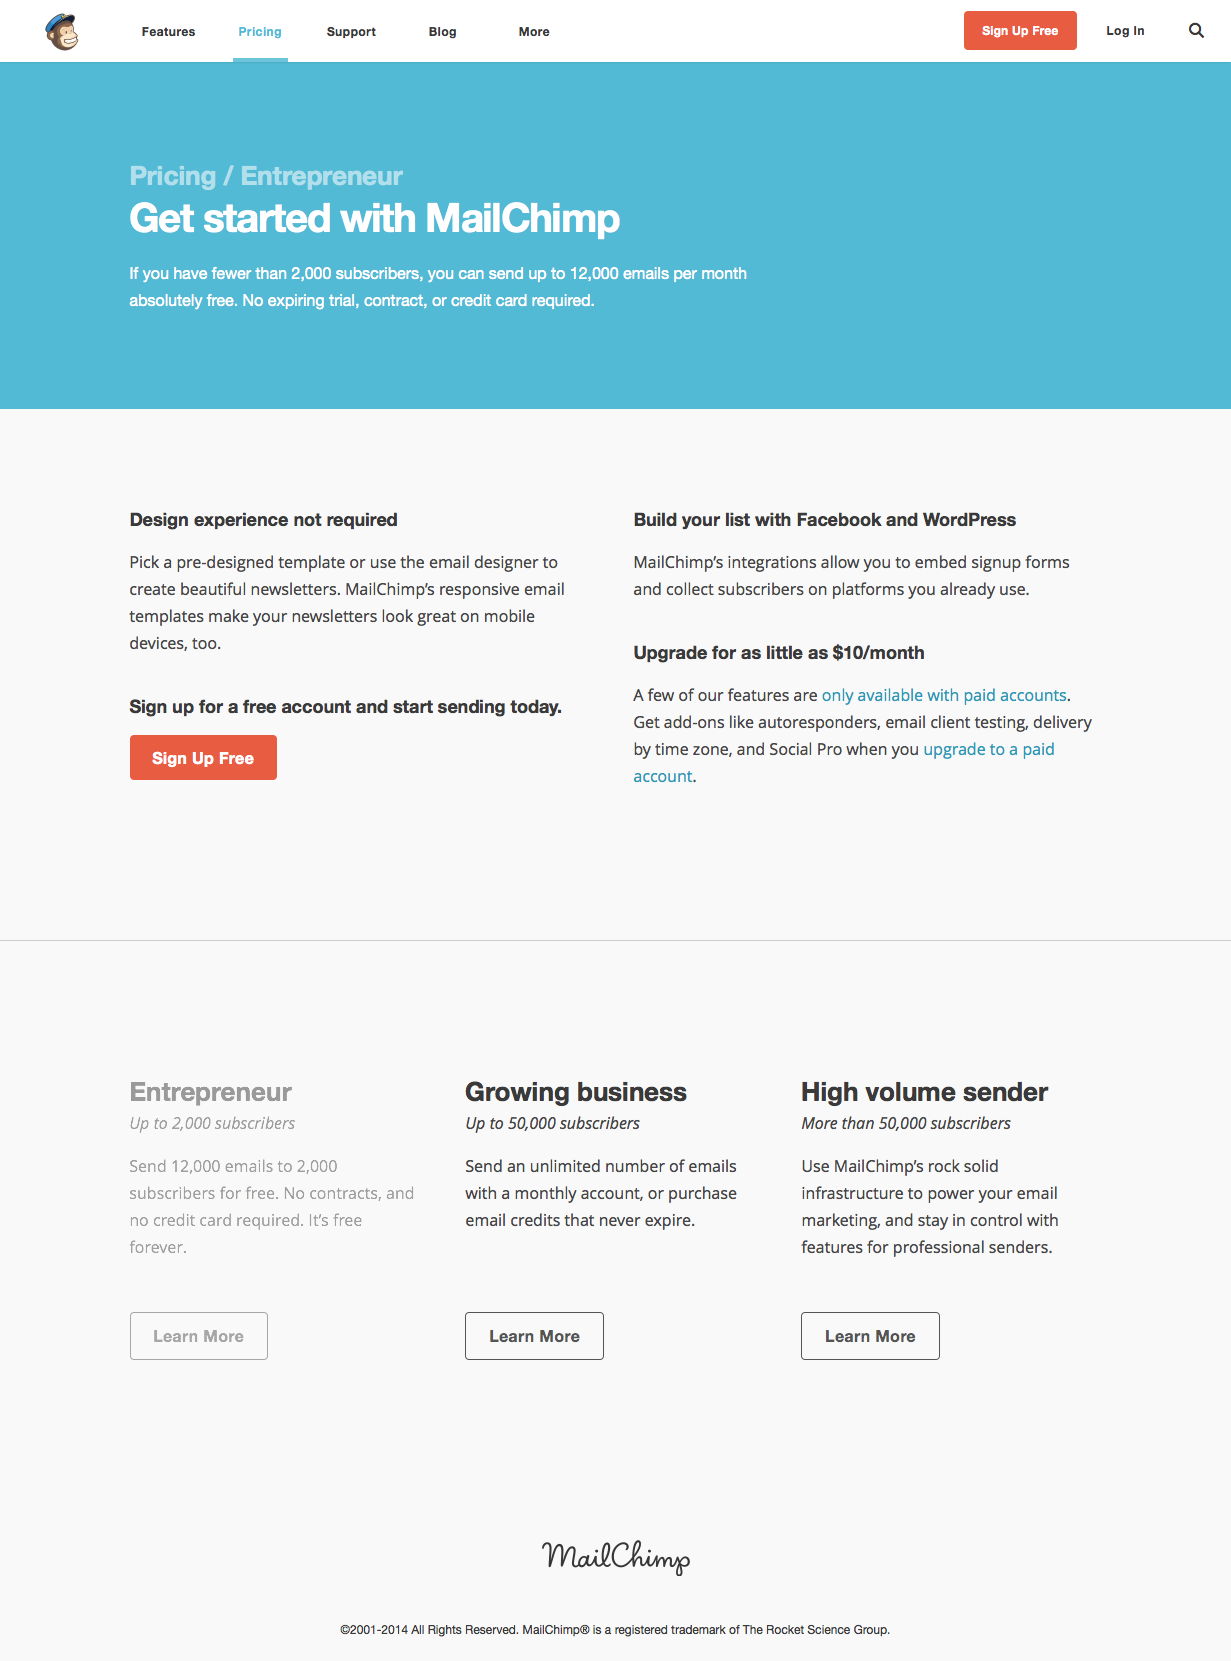 Features Pricing Support Blog More Sign Up Free Log In
Pricing / Entrepreneur
Get started with MailChimp
If you have fewer than 2,000 subscribers, you can send up to 12,000 emails per month
absolutely free. No expiring trial, contract, or credit card required.
Design experience not required
Pick a pre-designed template or use the email designer to
create beautiful newsletters. MailChimp’s responsive email
templates make your newsletters look great on mobile
devices, too.
Sign up for a free account and start sending today.
Sign Up Free
Build your list with Facebook and WordPress
MailChimp’s integrations allow you to embed signup forms
and collect subscribers on platforms you already use.
Upgrade for as little as $10/month
A few of our features are only available with paid accounts.
Get add-ons like autoresponders, email client testing, delivery
by time zone, and Social Pro when you upgrade to a paid
account.
Entrepreneur
Up to 2,000 subscribers
Send 12,000 emails to 2,000
subscribers for free. No contracts, and
no credit card required. It’s free
forever.
Learn More
Growing business
Up to 50,000 subscribers
Send an unlimited number of emails
with a monthly account, or purchase
email credits that never expire.
Learn More
High volume sender
More than 50,000 subscribers
Use MailChimp’s rock solid
infrastructure to power your email
marketing, and stay in control with
features for professional senders.
Learn More
MailChimp
©2001-2014 All Rights Reserved. MailChimp® is a registered trademark of The Rocket Science Group.